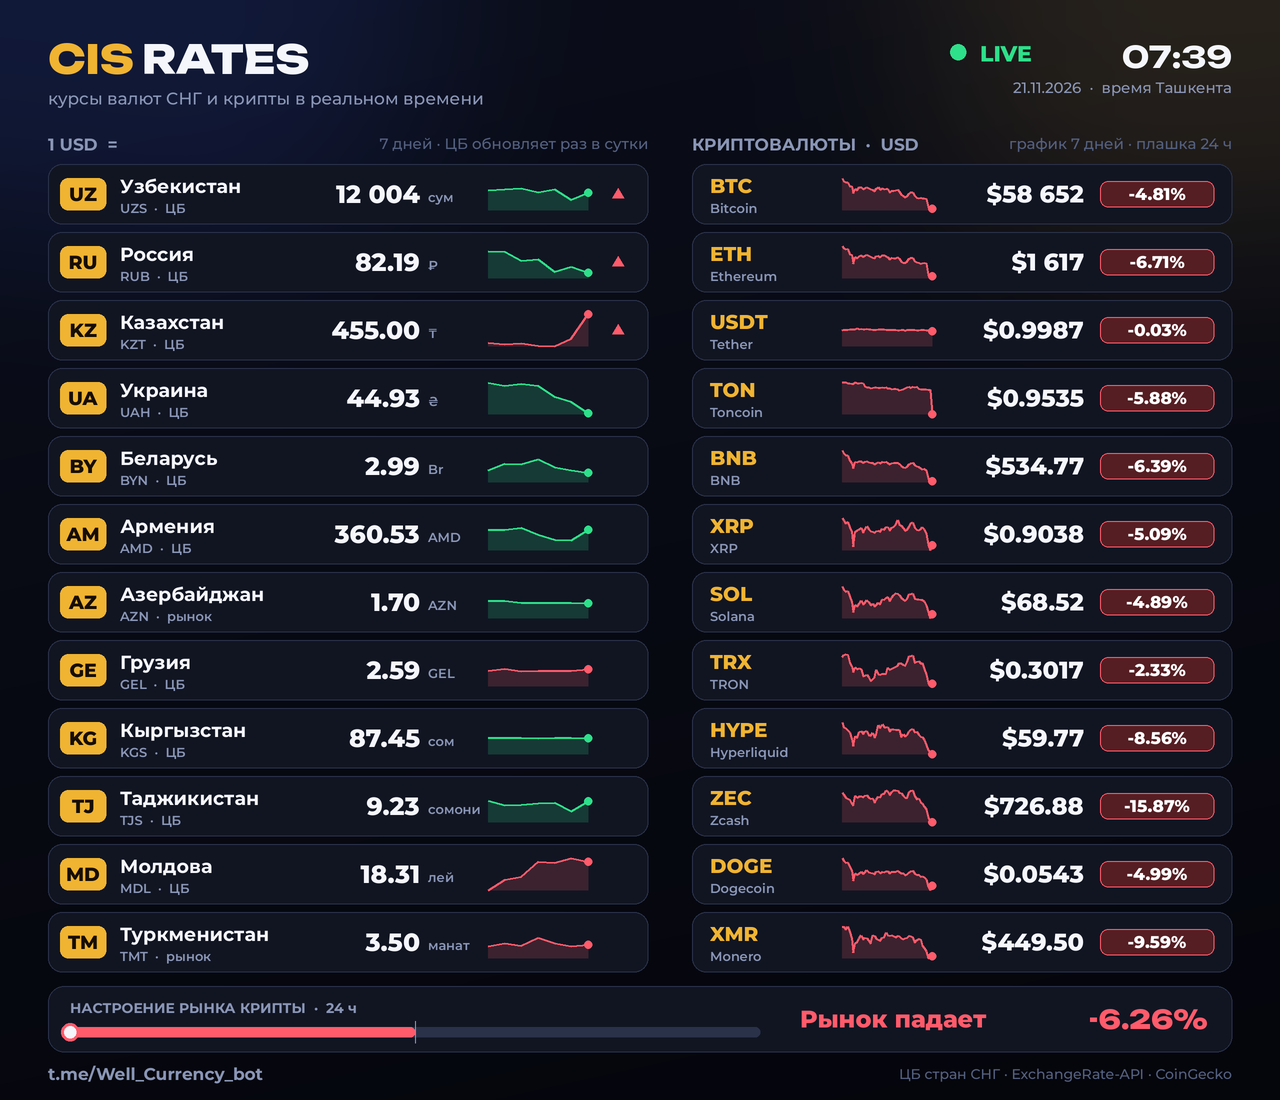 CIS RATES
курсы валют СНГ и крипты в реальном времени
LIVE
07:39
21.11.2026 · время Ташкента
1 USD =
7 дней · ЦБ обновляет раз в сутки
UZ Узбекистан 12 004 сум
UZS · ЦБ
RU Россия 82.19 ₽
RUB · ЦБ
KZ Казахстан 455.00 ₸
KZT · ЦБ
UA Украина 44.93 ₴
UAH · ЦБ
BY Беларусь 2.99 Br
BYN · ЦБ
AM Армения 360.53 AMD
AMD · ЦБ
AZ Азербайджан 1.70 AZN
AZN · рынок
GE Грузия 2.59 GEL
GEL · ЦБ
KG Кыргызстан 87.45 сом
KGS · ЦБ
TJ Таджикистан 9.23 сомони
TJS · ЦБ
MD Молдова 18.31 лей
MDL · ЦБ
TM Туркменистан 3.50 манат
TMT · рынок
КРИПТОВАЛЮТЫ · USD
график 7 дней · плашка 24 ч
BTC $58 652 -4.81%
Bitcoin
ETH $1 617 -6.71%
Ethereum
USDT $0.9987 -0.03%
Tether
TON $0.9535 -5.88%
Toncoin
BNB $534.77 -6.39%
BNB
XRP $0.9038 -5.09%
XRP
SOL $68.52 -4.89%
Solana
TRX $0.3017 -2.33%
TRON
HYPE $59.77 -8.56%
Hyperliquid
ZEC $726.88 -15.87%
Zcash
DOGE $0.0543 -4.99%
Dogecoin
XMR $449.50 -9.59%
Monero
НАСТРОЕНИЕ РЫНКА КРИПТЫ · 24 ч
Рынок падает -6.26%
t.me/Well_Currency_bot
ЦБ стран СНГ · ExchangeRate-API · CoinGecko